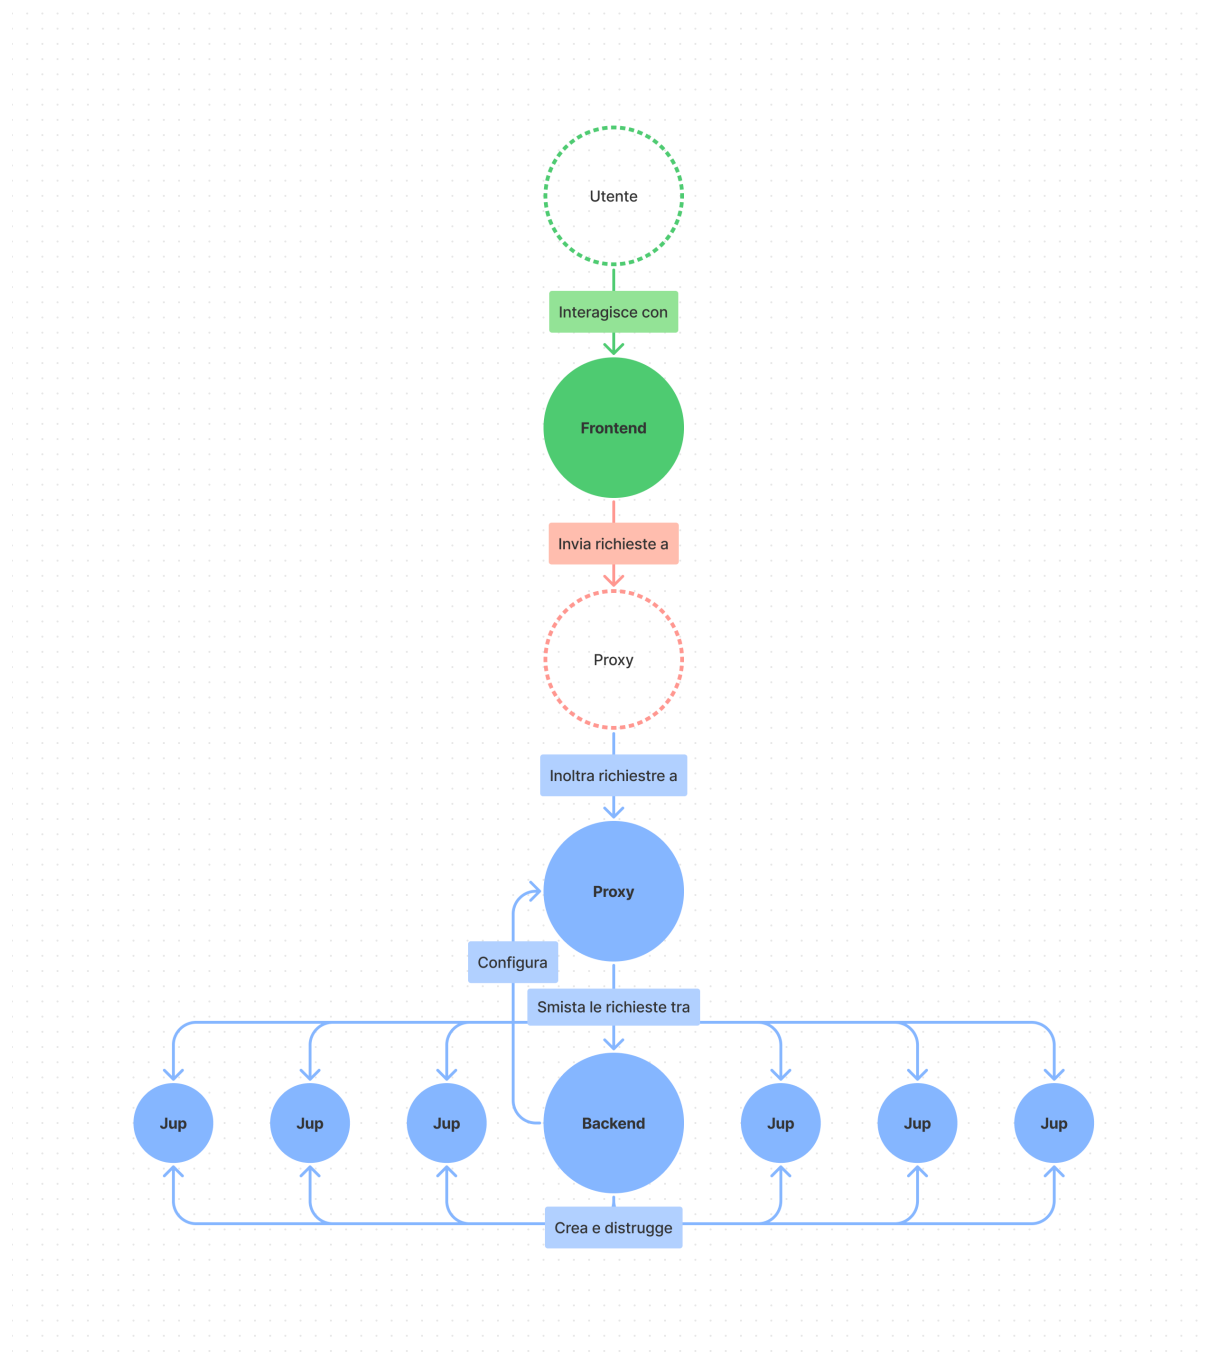 Utente
Interagisce con
Frontend
Invia richieste a
Proxy
Inoltra richiestre a
Proxy
Configura
Smista le richieste tra
Jup
Jup
Jup
Backend
Jup
Jup
Jup
Crea e distrugge